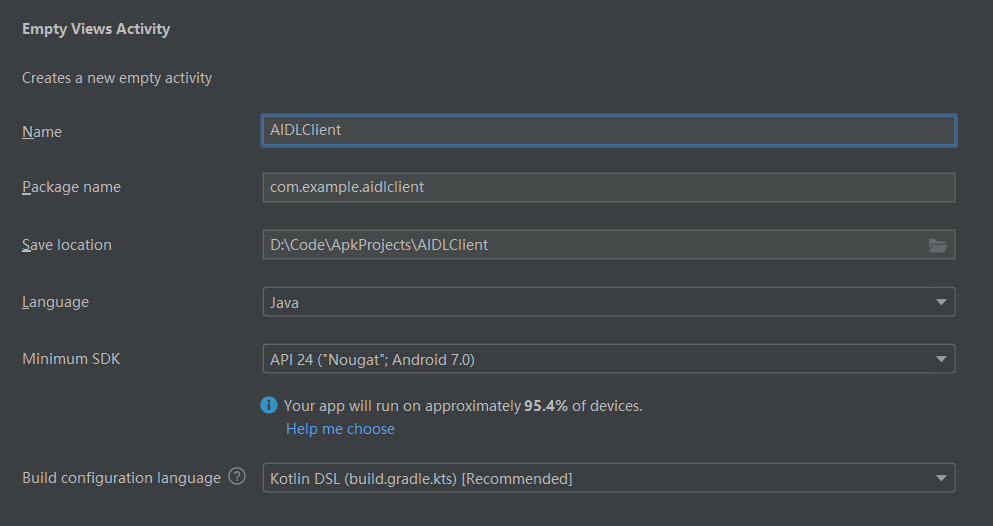 Empty Views Activity
Creates a new empty activity
Name AIDLClient
Package name com.example.aidlclient
Save location D:\Code\ApkProjects\AIDLClient
Language Java
Minimum SDK API 24 ("Nougat"; Android 7.0)
i Your app will run on approximately 95.4% of devices.
Help me choose
Build configuration language ? Kotlin DSL (build.gradle.kts) [Recommended]